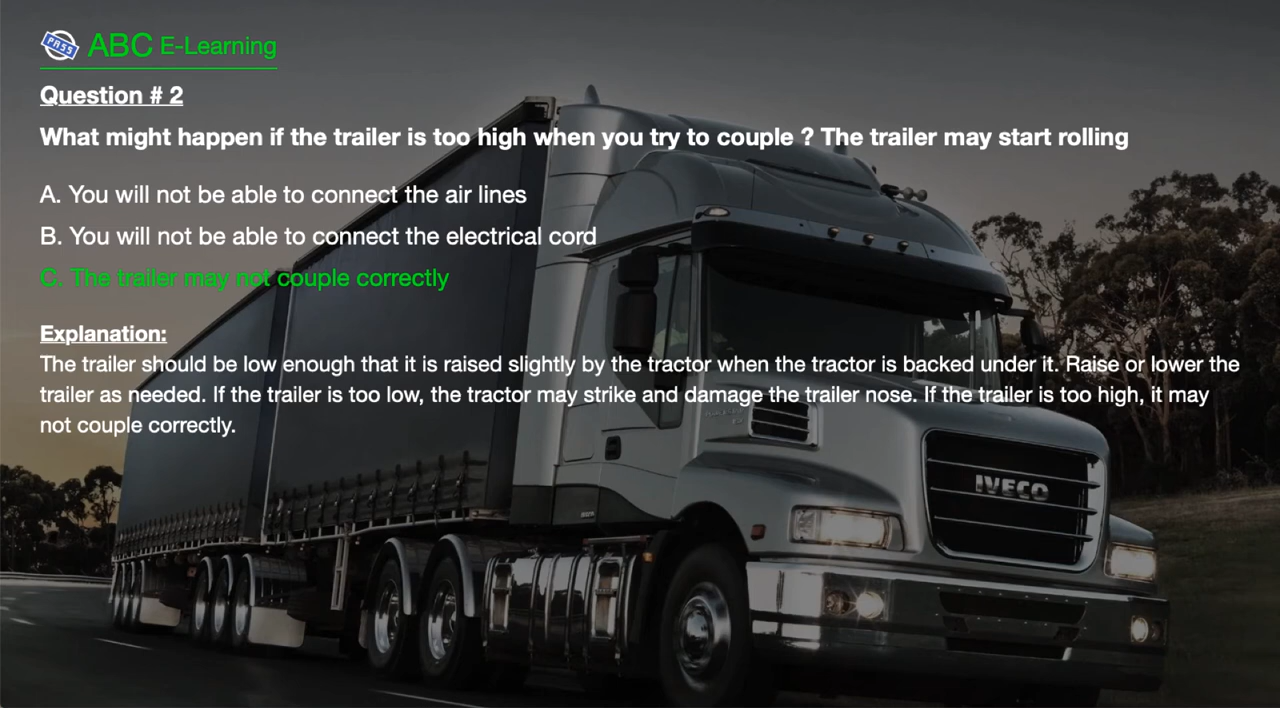 PASS
ABC E-Learning
Question # 2
What might happen if the trailer is too high when you try to couple ? The trailer may start rolling
A. You will not be able to connect the air lines
B. You will not be able to connect the electrical cord
C. The trailer may not couple correctly
Explanation:
The trailer should be low enough that it is raised slightly by the tractor when the tractor is backed under it. Raise or lower the
trailer as needed. If the trailer is too low, the tractor may strike and damage the trailer nose. If the trailer is too high, it may
not couple correctly.
IVECO